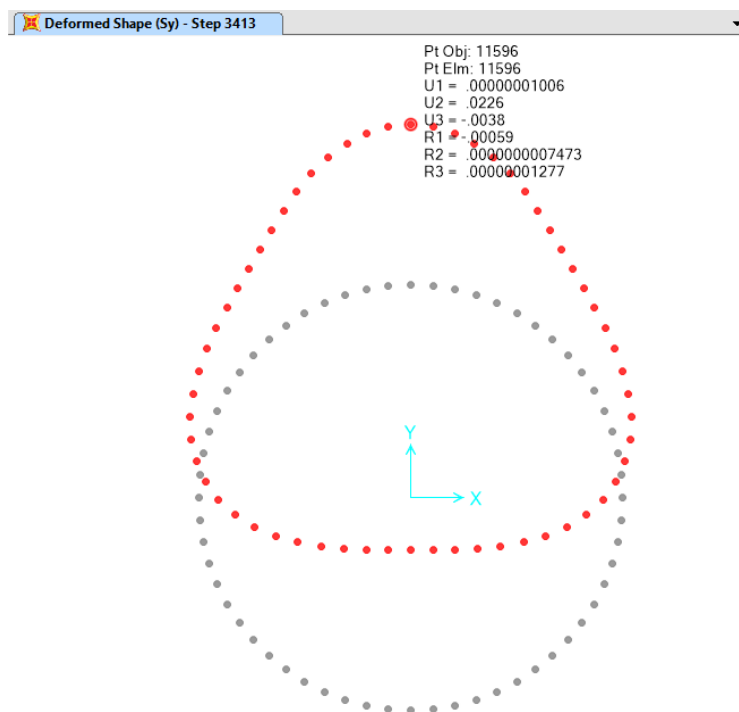 Deformed Shape (Sy) - Step 3413
Pt Obj: 11596
Pt Elm: 11596
U1 = .00000001006
U2 = .0226
U3 = -.0038
R1 = -.00059
R2 = .0000000007473
R3 = .00000001277
Y
X